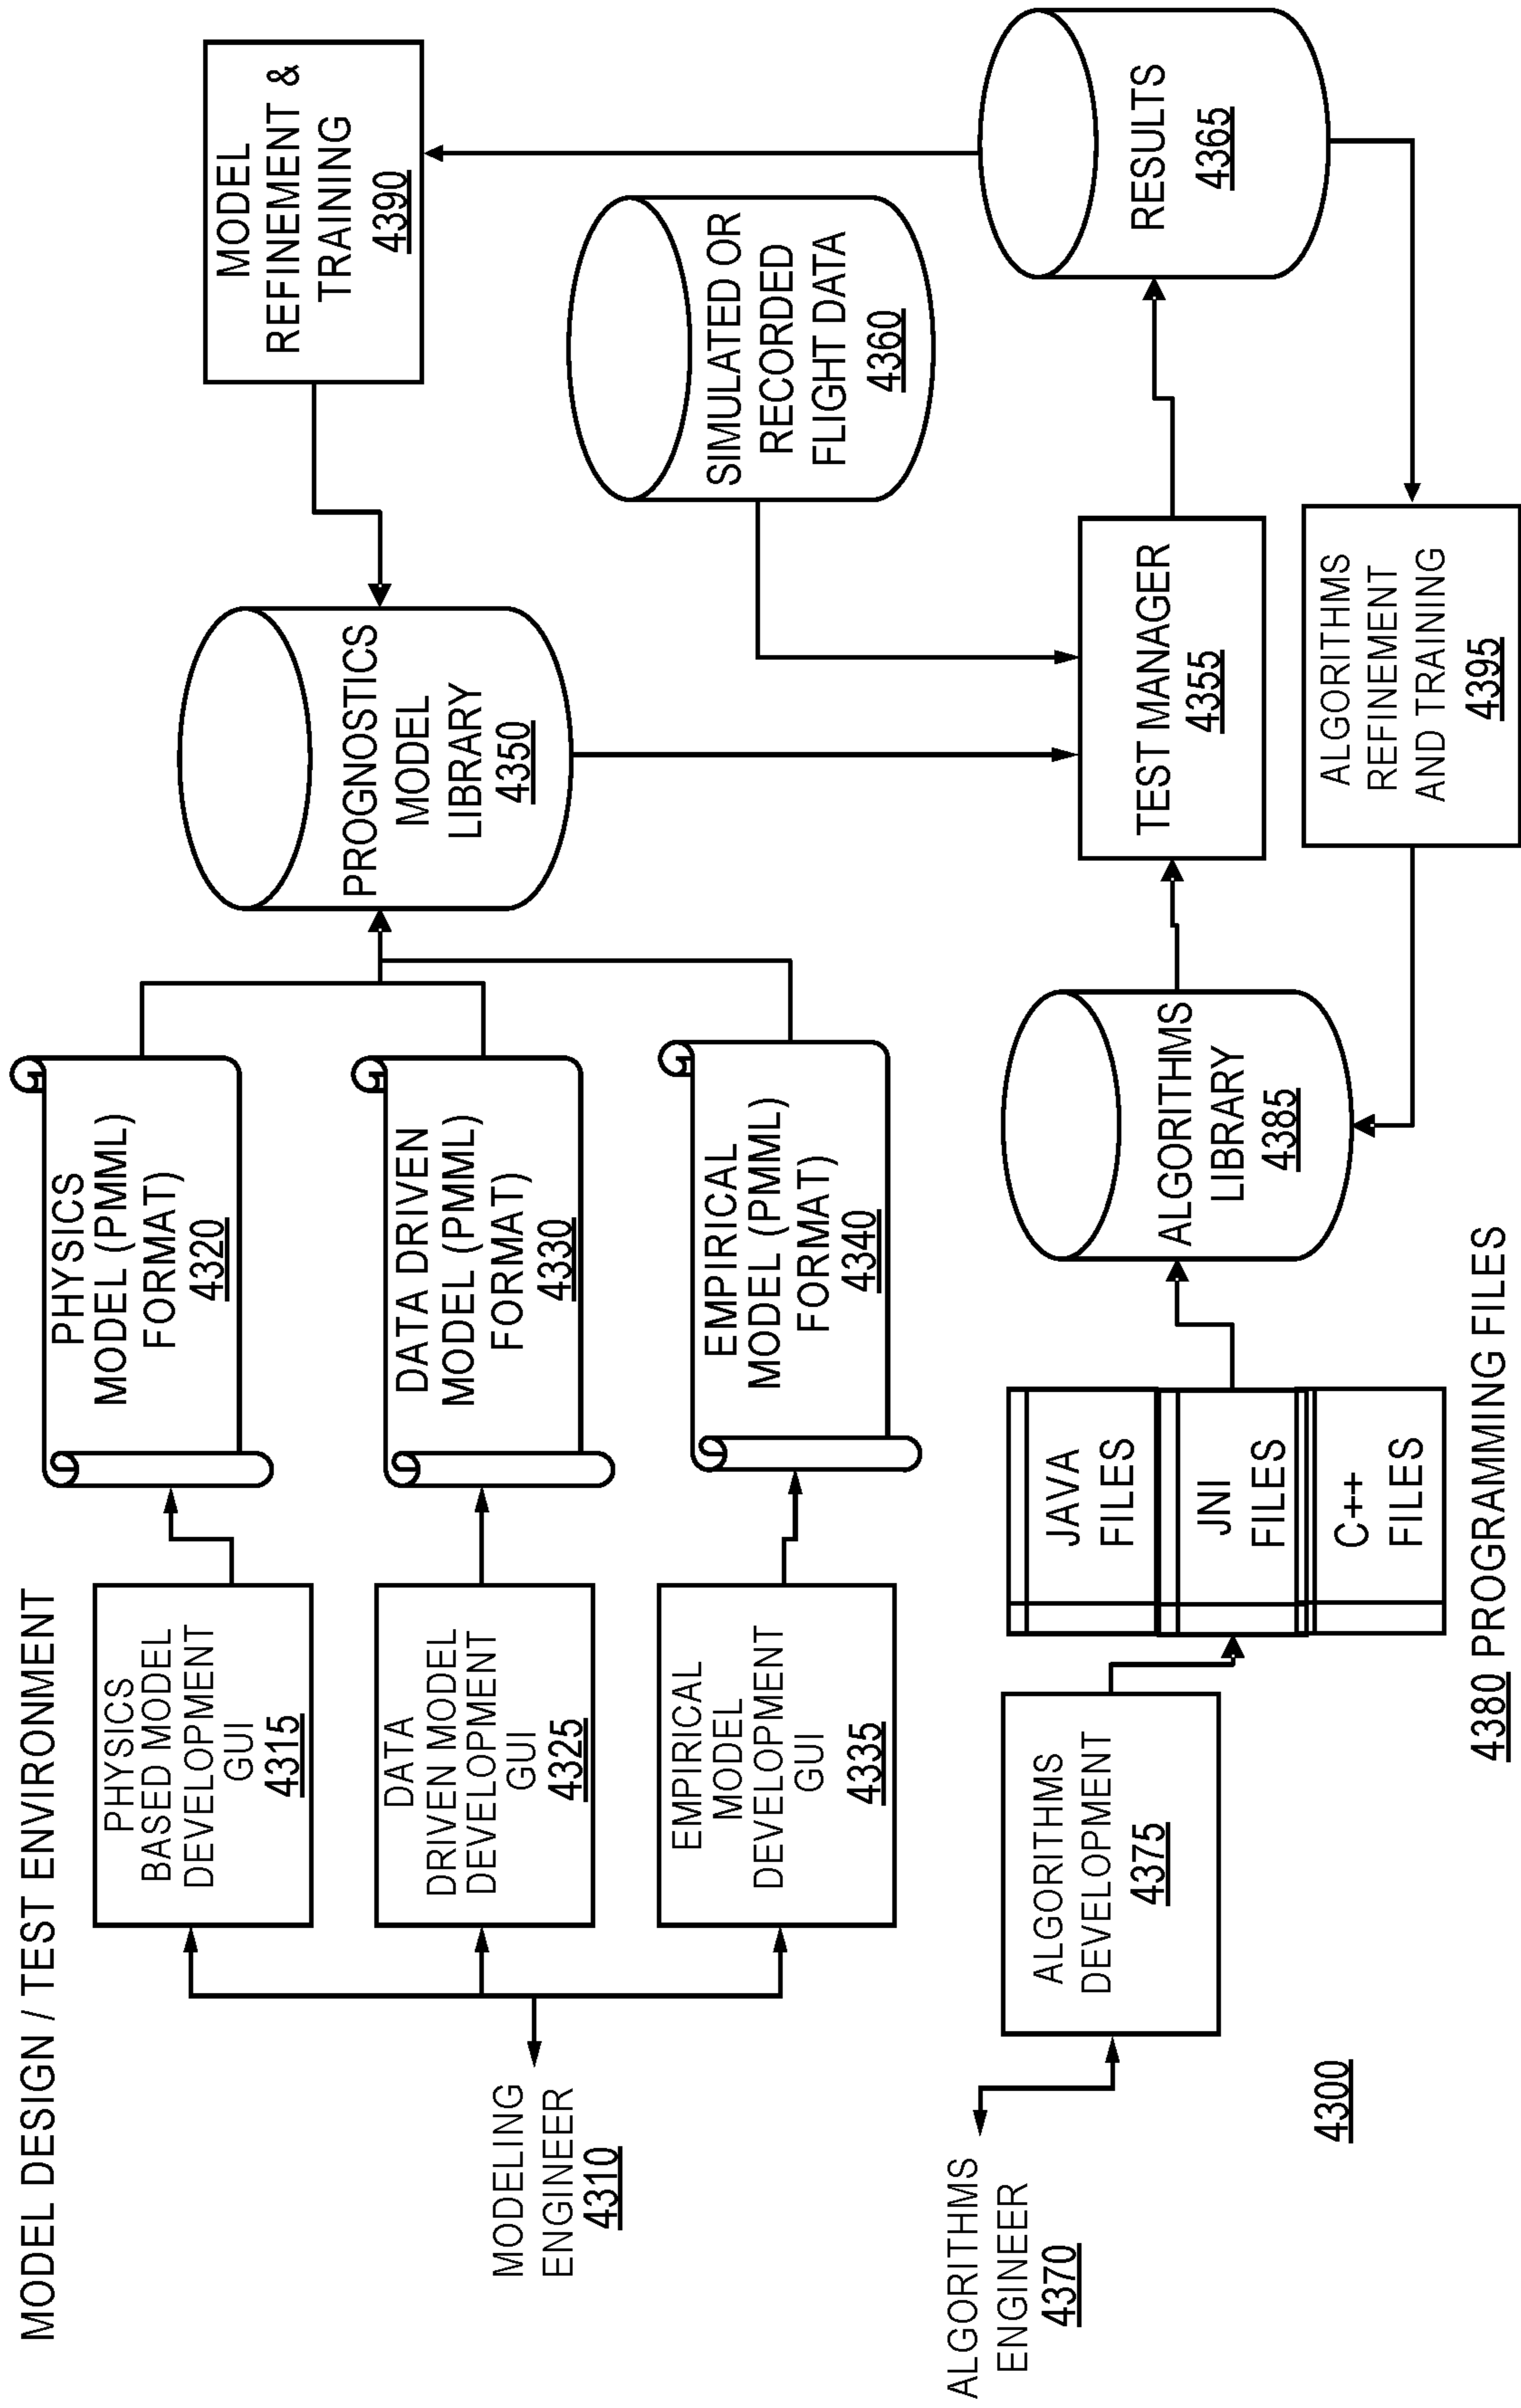 MODEL DESIGN / TEST ENVIRONMENT
MODELING
ENGINEER
4310
PHYSICS
BASED MODEL
DEVELOPMENT
GUI
4315
DATA
DRIVEN MODEL
DEVELOPMENT
GUI
4325
EMPIRICAL
MODEL
DEVELOPMENT
GUI
4335
PHYSICS
MODEL (PMML)
FORMAT)
4320
DATA DRIVEN
MODEL (PMML)
FORMAT)
4330
EMPIRICAL
MODEL (PMML)
FORMAT)
4340
PROGNOSTICS
MODEL
LIBRARY
4350
MODEL
REFINEMENT &
TRAINING
4390
SIMULATED OR
RECORDED
FLIGHT DATA
4360
ALGORITHMS
ENGINEER
4370
ALGORITHMS
DEVELOPMENT
4375
JAVA
FILES
JNI
FILES
C++
FILES
4380 PROGRAMMING FILES
ALGORITHMS
LIBRARY
4385
TEST MANAGER
4355
RESULTS
4365
ALGORITHMS
REFINEMENT
AND TRAINING
4395
4300